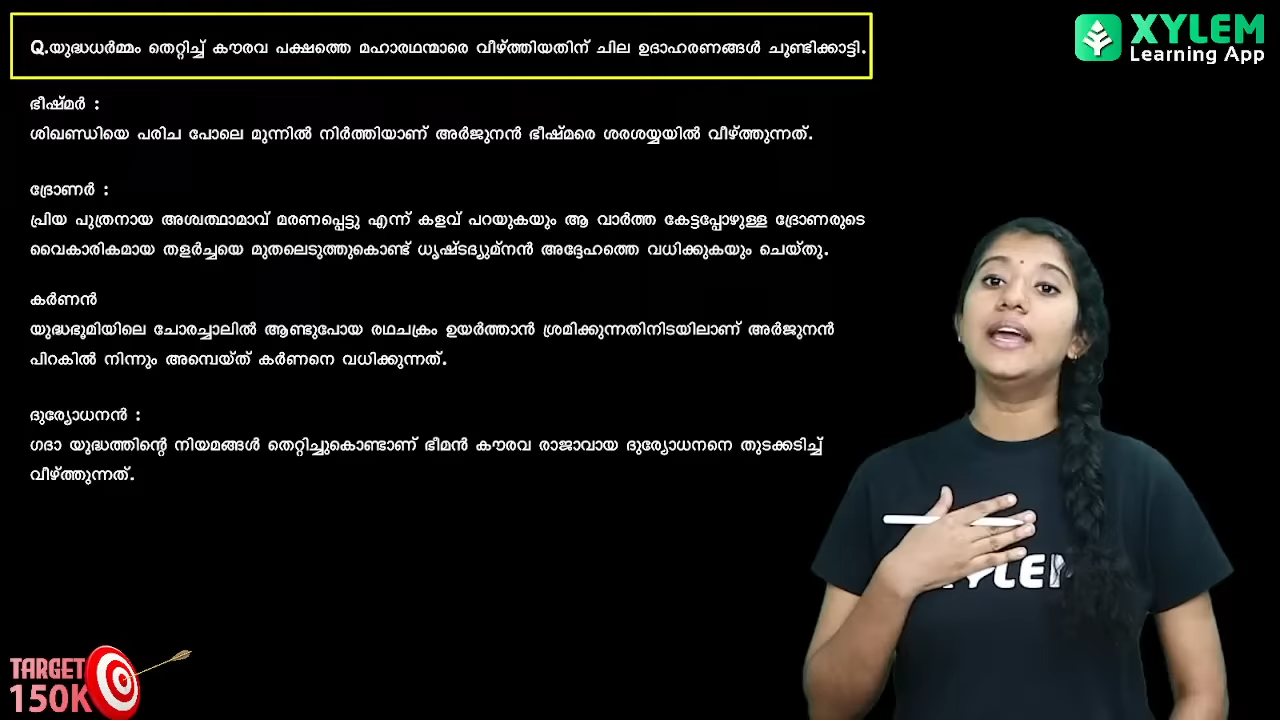 Q.യുദ്ധധർമ്മം തെറ്റിച്ച് കൗരവ പക്ഷത്തെ മഹാരഥന്മാരെ വീഴ്ത്തിയതിന് ചില ഉദാഹരണങ്ങൾ ചൂണ്ടിക്കാട്ടി.
XYLEM
Learning App
ഭീഷ്മർ :
ശിഖണ്ഡിയെ പരിച പോലെ മുന്നിൽ നിർത്തിയാണ് അർജുനൻ ഭീഷ്മരെ ശരശയ്യയിൽ വീഴ്ത്തുന്നത്.
ദ്രോണർ :
പ്രിയ പുത്രനായ അശ്വത്ഥാമാവ് മരണപ്പെട്ടു എന്ന് കളവ് പറയുകയും ആ വാർത്ത കേട്ടപ്പോഴുള്ള ദ്രോണരുടെ
വൈകാരികമായ തളർച്ചയെ മുതലെടുത്തുകൊണ്ട് ധൃഷ്ടദ്യുമ്നൻ അദ്ദേഹത്തെ വധിക്കുകയും ചെയ്തു.
കർണൻ
യുദ്ധഭൂമിയിലെ ചോരച്ചാലിൽ ആണ്ടുപോയ രഥചക്രം ഉയർത്താൻ ശ്രമിക്കുന്നതിനിടയിലാണ് അർജുനൻ
പിറകിൽ നിന്നും അമ്പെയ്ത് കർണനെ വധിക്കുന്നത്.
ദുര്യോധനൻ :
ഗദാ യുദ്ധത്തിന്റെ നിയമങ്ങൾ തെറ്റിച്ചുകൊണ്ടാണ് ഭീമൻ കൗരവ രാജാവായ ദുര്യോധനനെ തുടക്കടിച്ച്
വീഴ്ത്തുന്നത്.
TARGET
150K